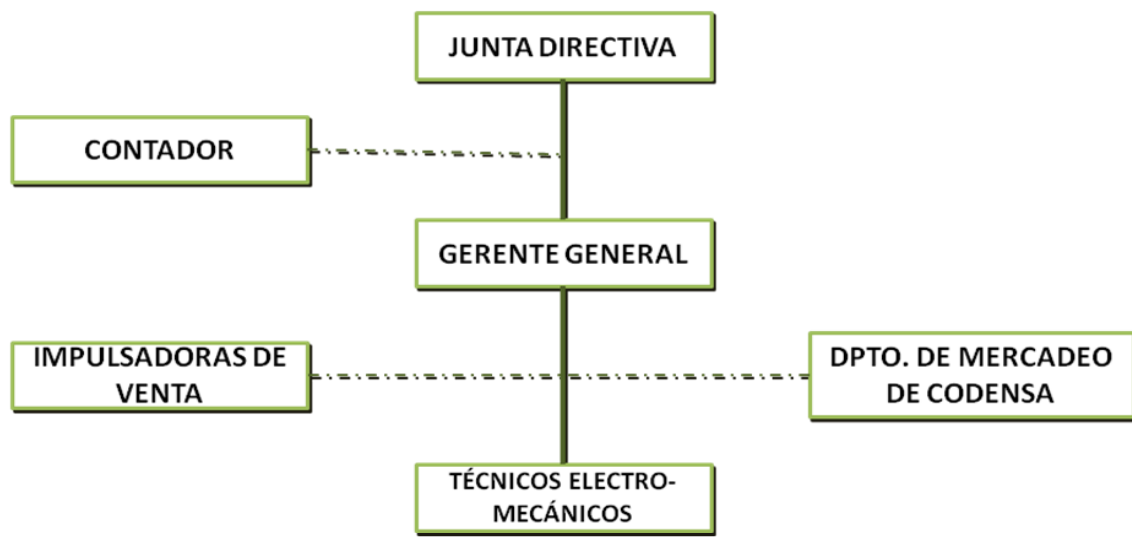 JUNTA DIRECTIVA
CONTADOR
GERENTE GENERAL
IMPULSADORAS DE
VENTA
DPTO. DE MERCADEO
DE CODENSA
TÉCNICOS ELECTRO-
MECÁNICOS